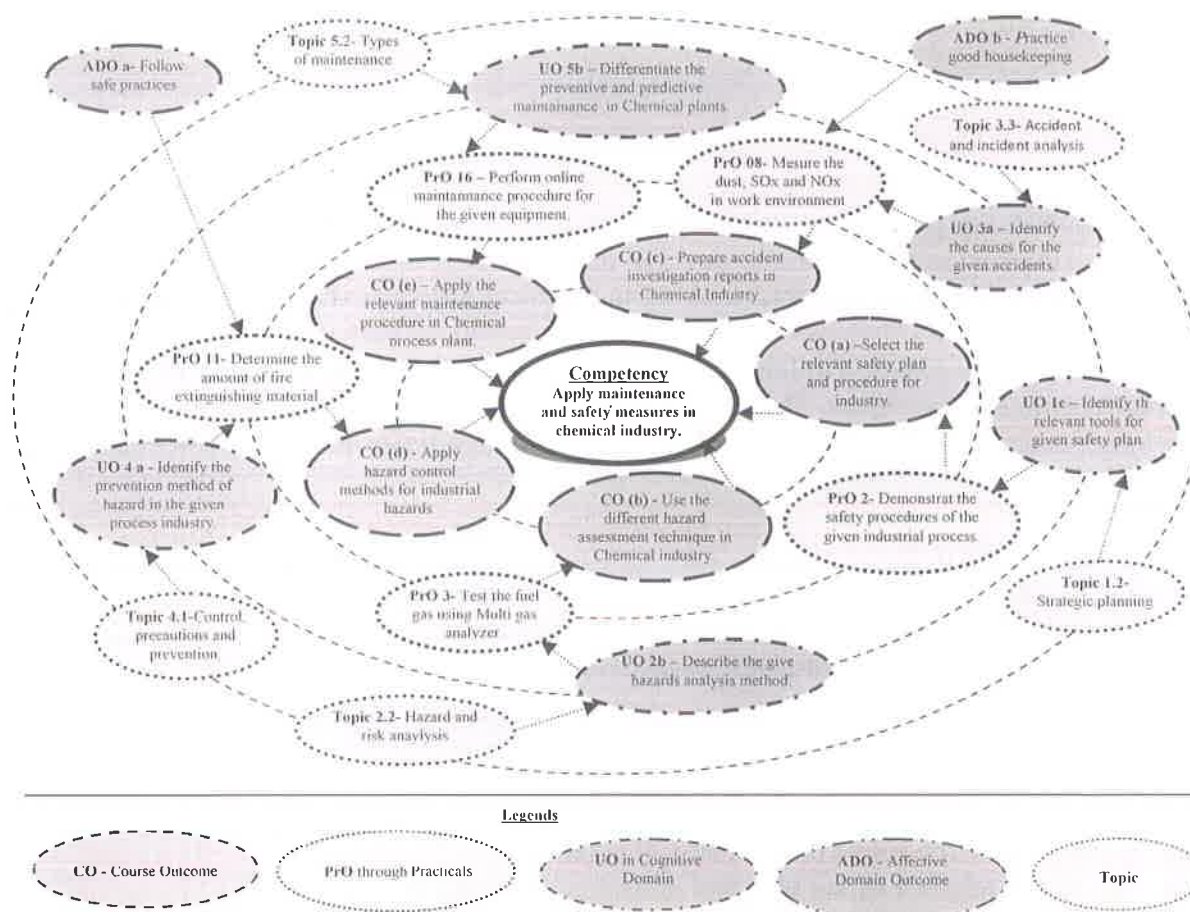 Topic 5.2- Types
of maintenance
ADO b - Practice
good housekeeping
ADO a- Follow
safe practices
UO 5b – Differentiate the
preventive and predictive
maintainance in Chemical plants.
Topic 3.3- Accident
and incident analysis
PrO 08- Mesure the
dust, SOx and NOx
in work environment
PrO 16 – Perform online
maintannance procedure for
the given equipment.
UO 3a – Identify
the causes for the
given accidents.
CO (c) - Prepare accident
investigation reports in
Chemical Industry.
CO (e) – Apply the
relevant maintenance
procedure in Chemical
process plant.
CO (a) –Select the
relevant safety plan
and procedure for
industry.
PrO 11- Determine the
amount of fire
extinguishing material
Competency
Apply maintenance
and safety measures in
chemical industry.
UO 1c – Identify th
relevant tools for
given safety plan
CO (d) - Apply
hazard control
methods for industrial
hazards
UO 4 a - Identify the
prevention method of
hazard in the given
process industry.
CO (b) - Use the
different hazard
assessment technique in
Chemical industry.
PrO 2- Demonstrat the
safety procedures of the
given industrial process
PrO 3- Test the fuel
gas using Multi gas
analyzer
Topic 1.2-
Strategic planning
Topic 4.1-Control,
precautions and
prevention
UO 2b – Describe the give
hazards analysis method.
Topic 2.2- Hazard and
risk anaylysis
Legends
CO - Course Outcome
PrO through Practicals
UO in Cognitive
Domain
ADO - Affective
Domain Outcome
Topic